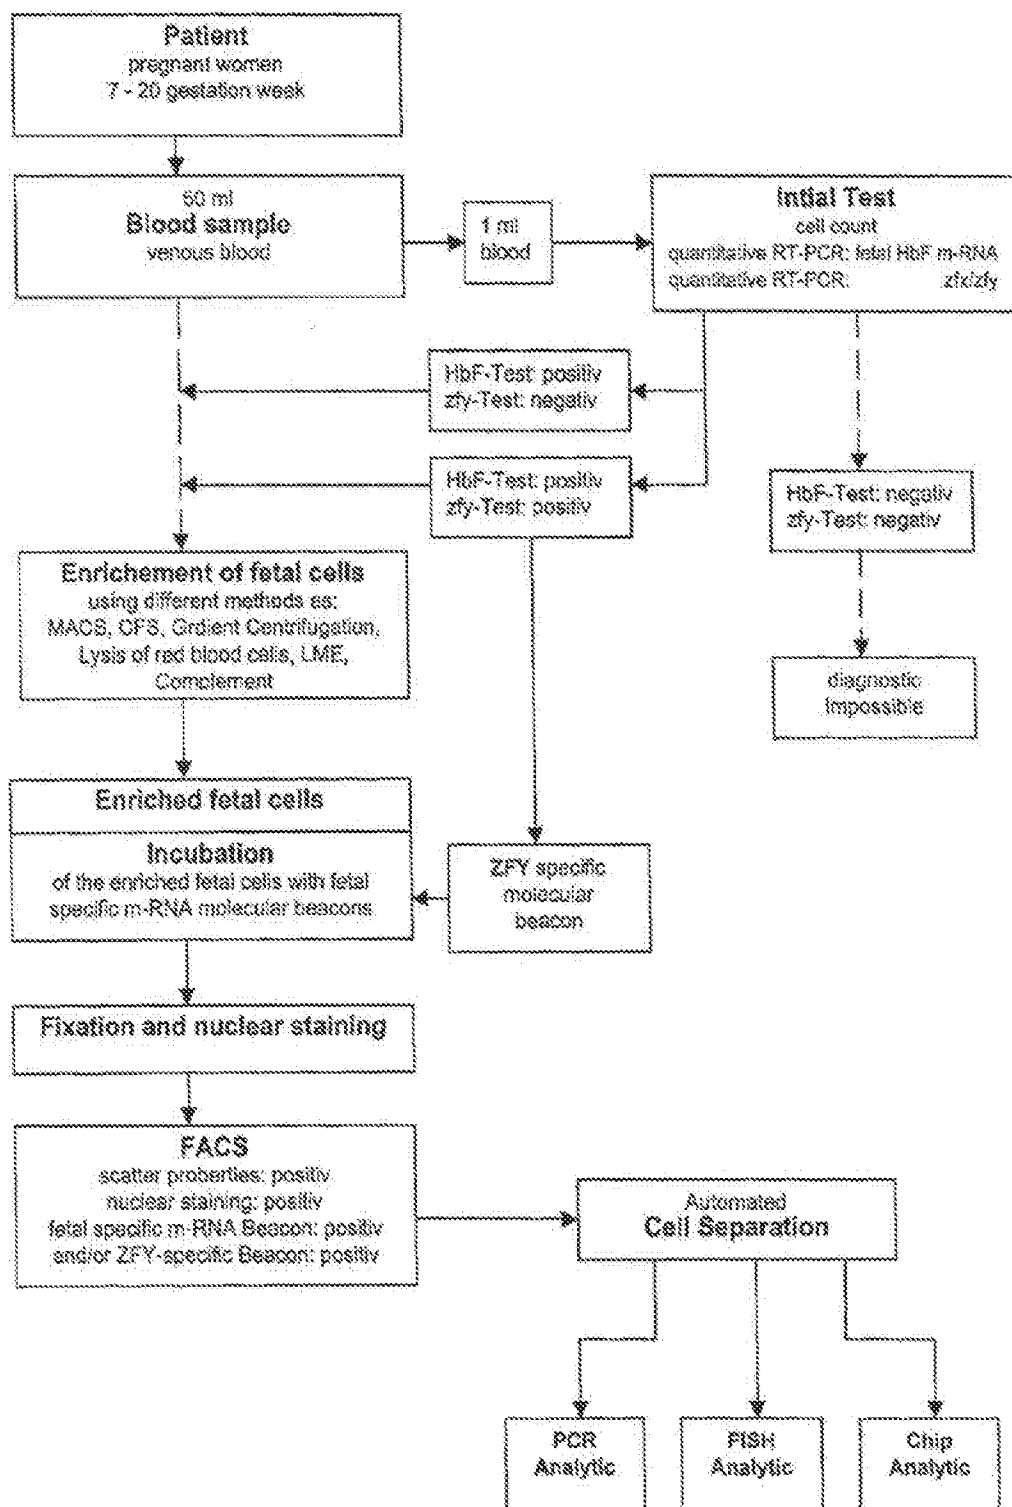 Patient
pregnant women
7 - 20 gestation week
60 ml
Blood sample
venous blood
1 ml
blood
Intial Test
cell count
quantitative RT-PCR: fetal HbF m-RNA
quantitative RT-PCR: zfx/zfy
HbF-Test: positiv
zfy-Test: negativ
HbF-Test: positiv
zfy-Test: positiv
HbF-Test: negativ
zfy-Test: negativ
Enrichement of fetal cells
using different methods as:
MACS, CFS, Grdient Centrifugation,
Lysis of red blood cells, LME,
Complement
diagnostic
Impossible
Enriched fetal cells
Incubation
of the enriched fetal cells with fetal
specific m-RNA molecular beacons
ZFY specific
molecular
beacon
Fixation and nuclear staining
FACS
scatter proberties: positiv
nuclear staining: positiv
fetal specific m-RNA Beacon: positiv
and/or ZFY-specific Beacon: positiv
Automated
Cell Separation
PCR
Analytic
FISH
Analytic
Chip
Analytic